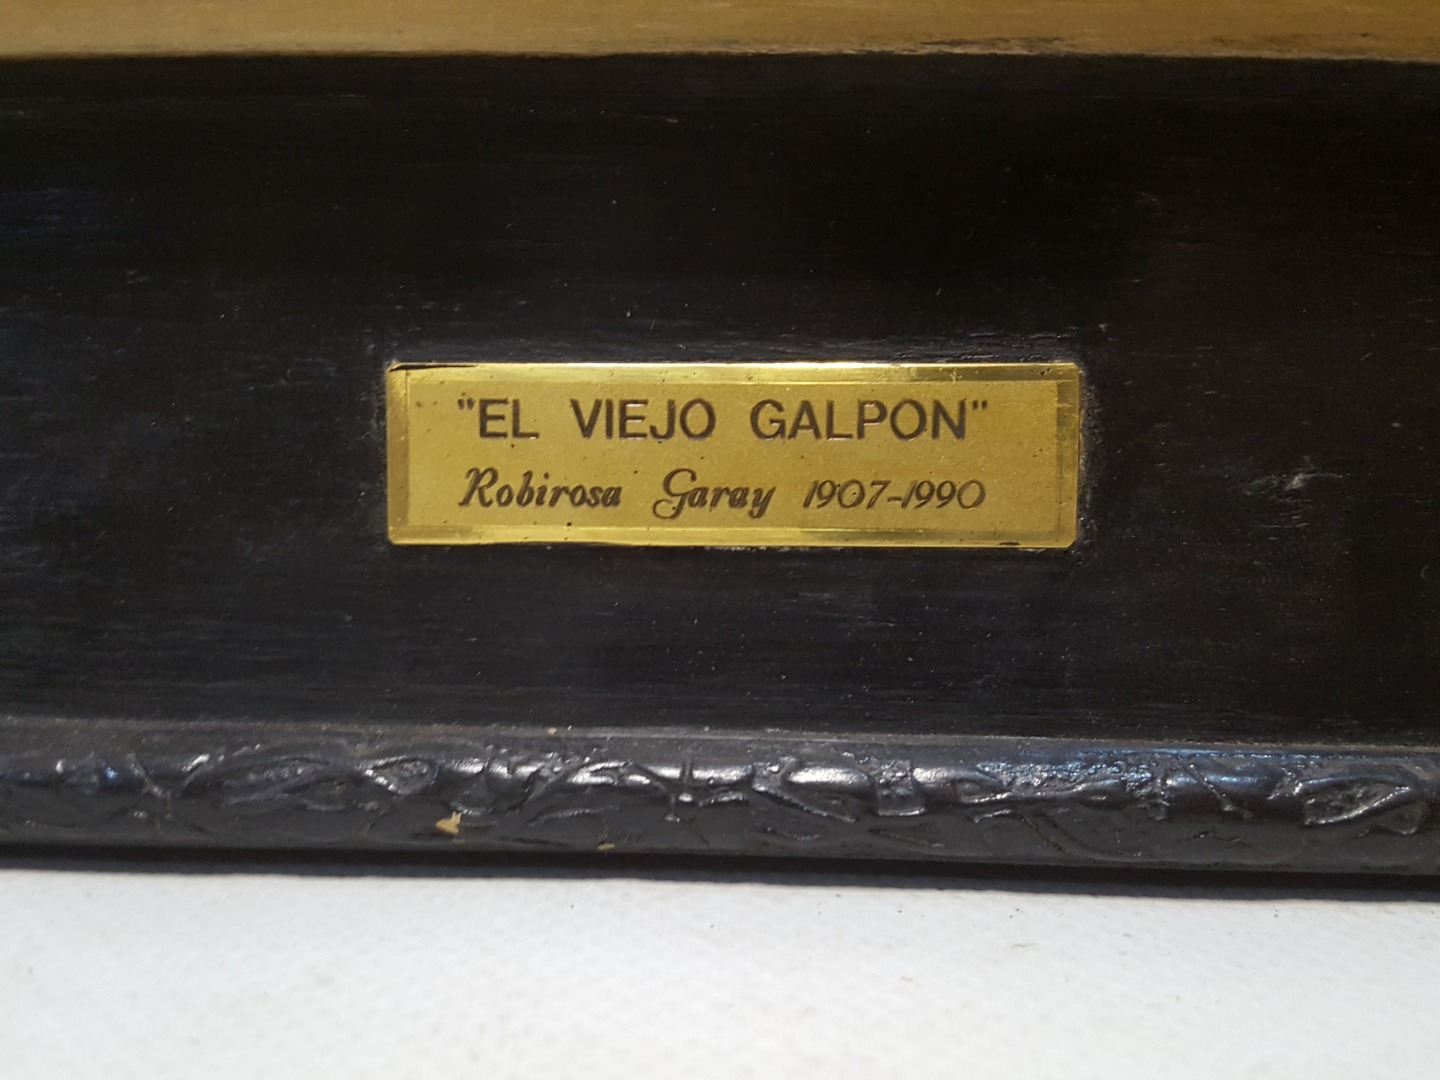 "EL VIEJO GALPON"
Robirosa Garay 1907-1990